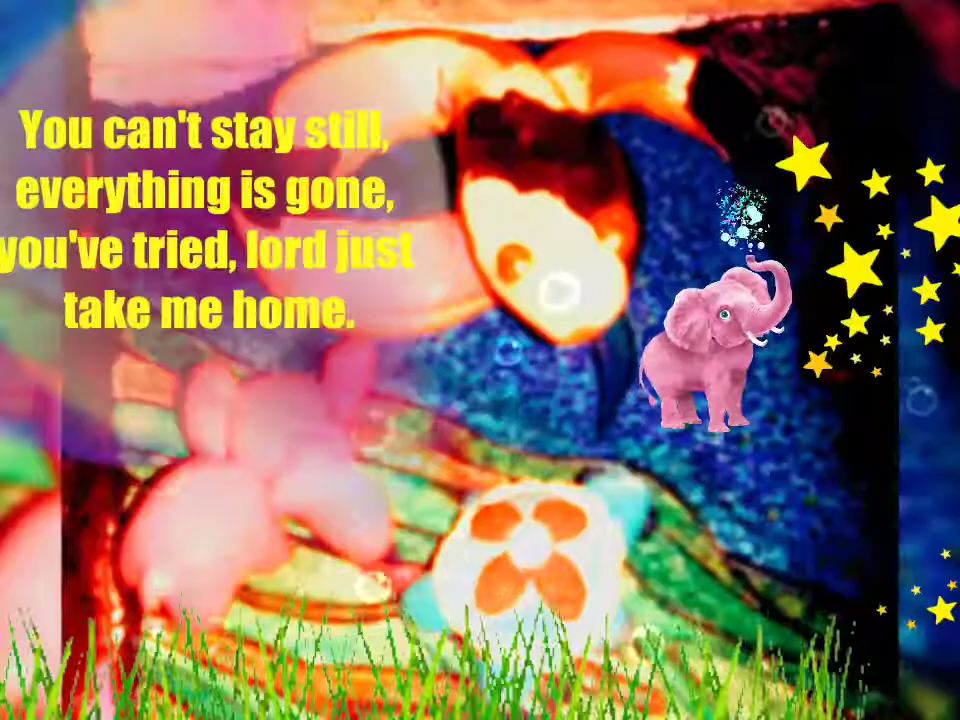 You can't stay still,
everything is gone,
you've tried, lord just
take me home.